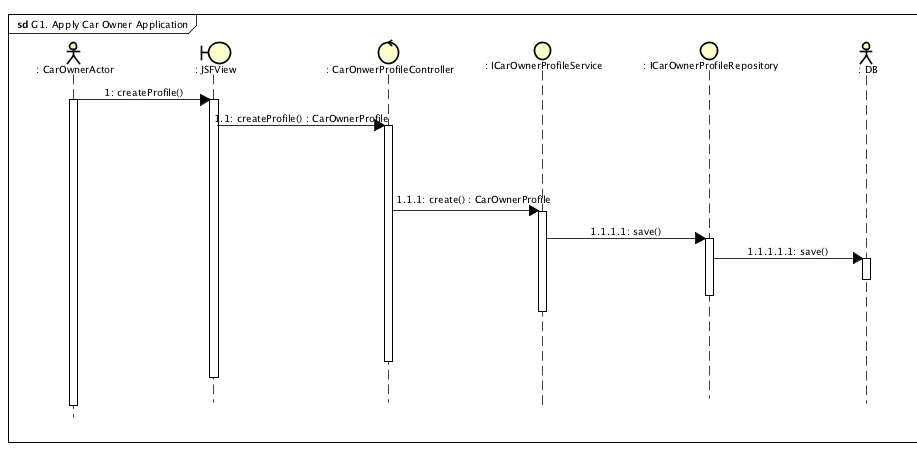 sd G1. Apply Car Owner Application
: CarOwnerActor
: JSFView
: CarOnwerProfileController
: ICarOwnerProfileService
: ICarOwnerProfileRepository
: DB
1: createProfile()
1.1: createProfile() : CarOwnerProfile
1.1.1: create() : CarOwnerProfile
1.1.1.1: save()
1.1.1.1.1: save()